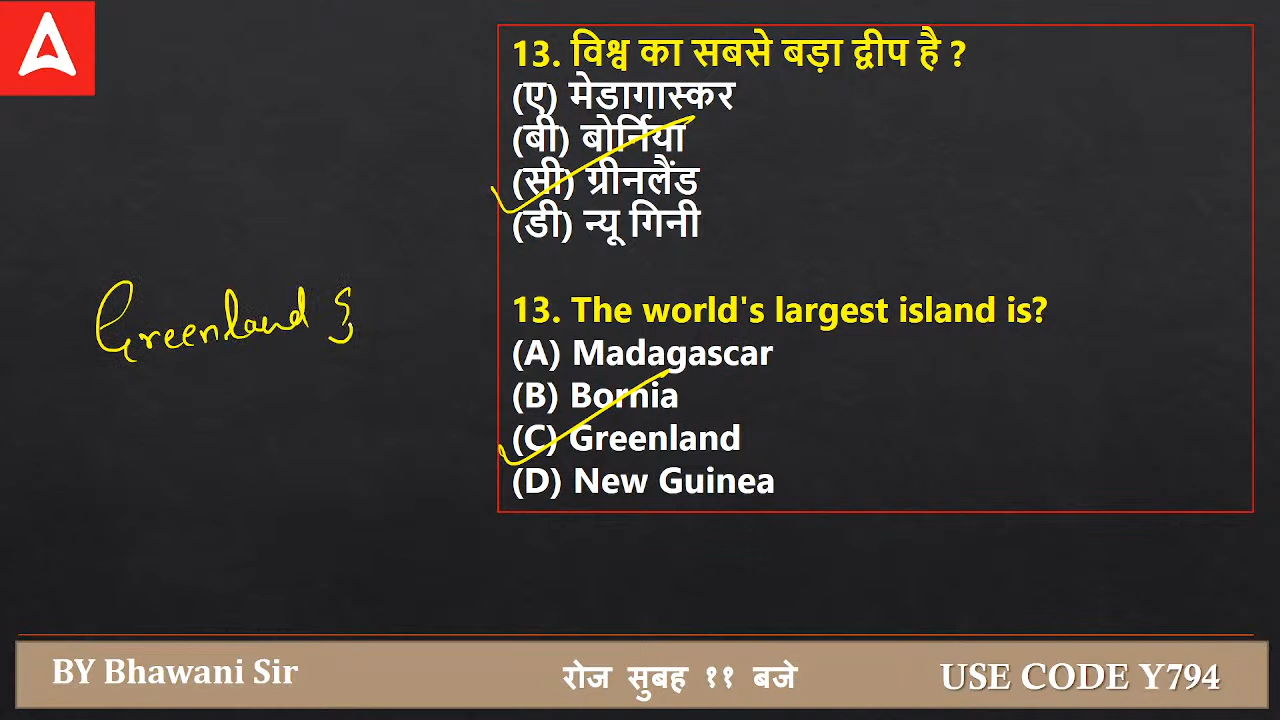 13. विश्व का सबसे बड़ा द्वीप है ?
(ए) मेडागास्कर
(बी) बोर्निया
(सी) ग्रीनलैंड
(डी) न्यू गिनी
Greenland
13. The world's largest island is?
(A) Madagascar
(B) Bornia
(C) Greenland
(D) New Guinea
BY Bhawani Sir
रोज सुबह ११ बजे
USE CODE Y794